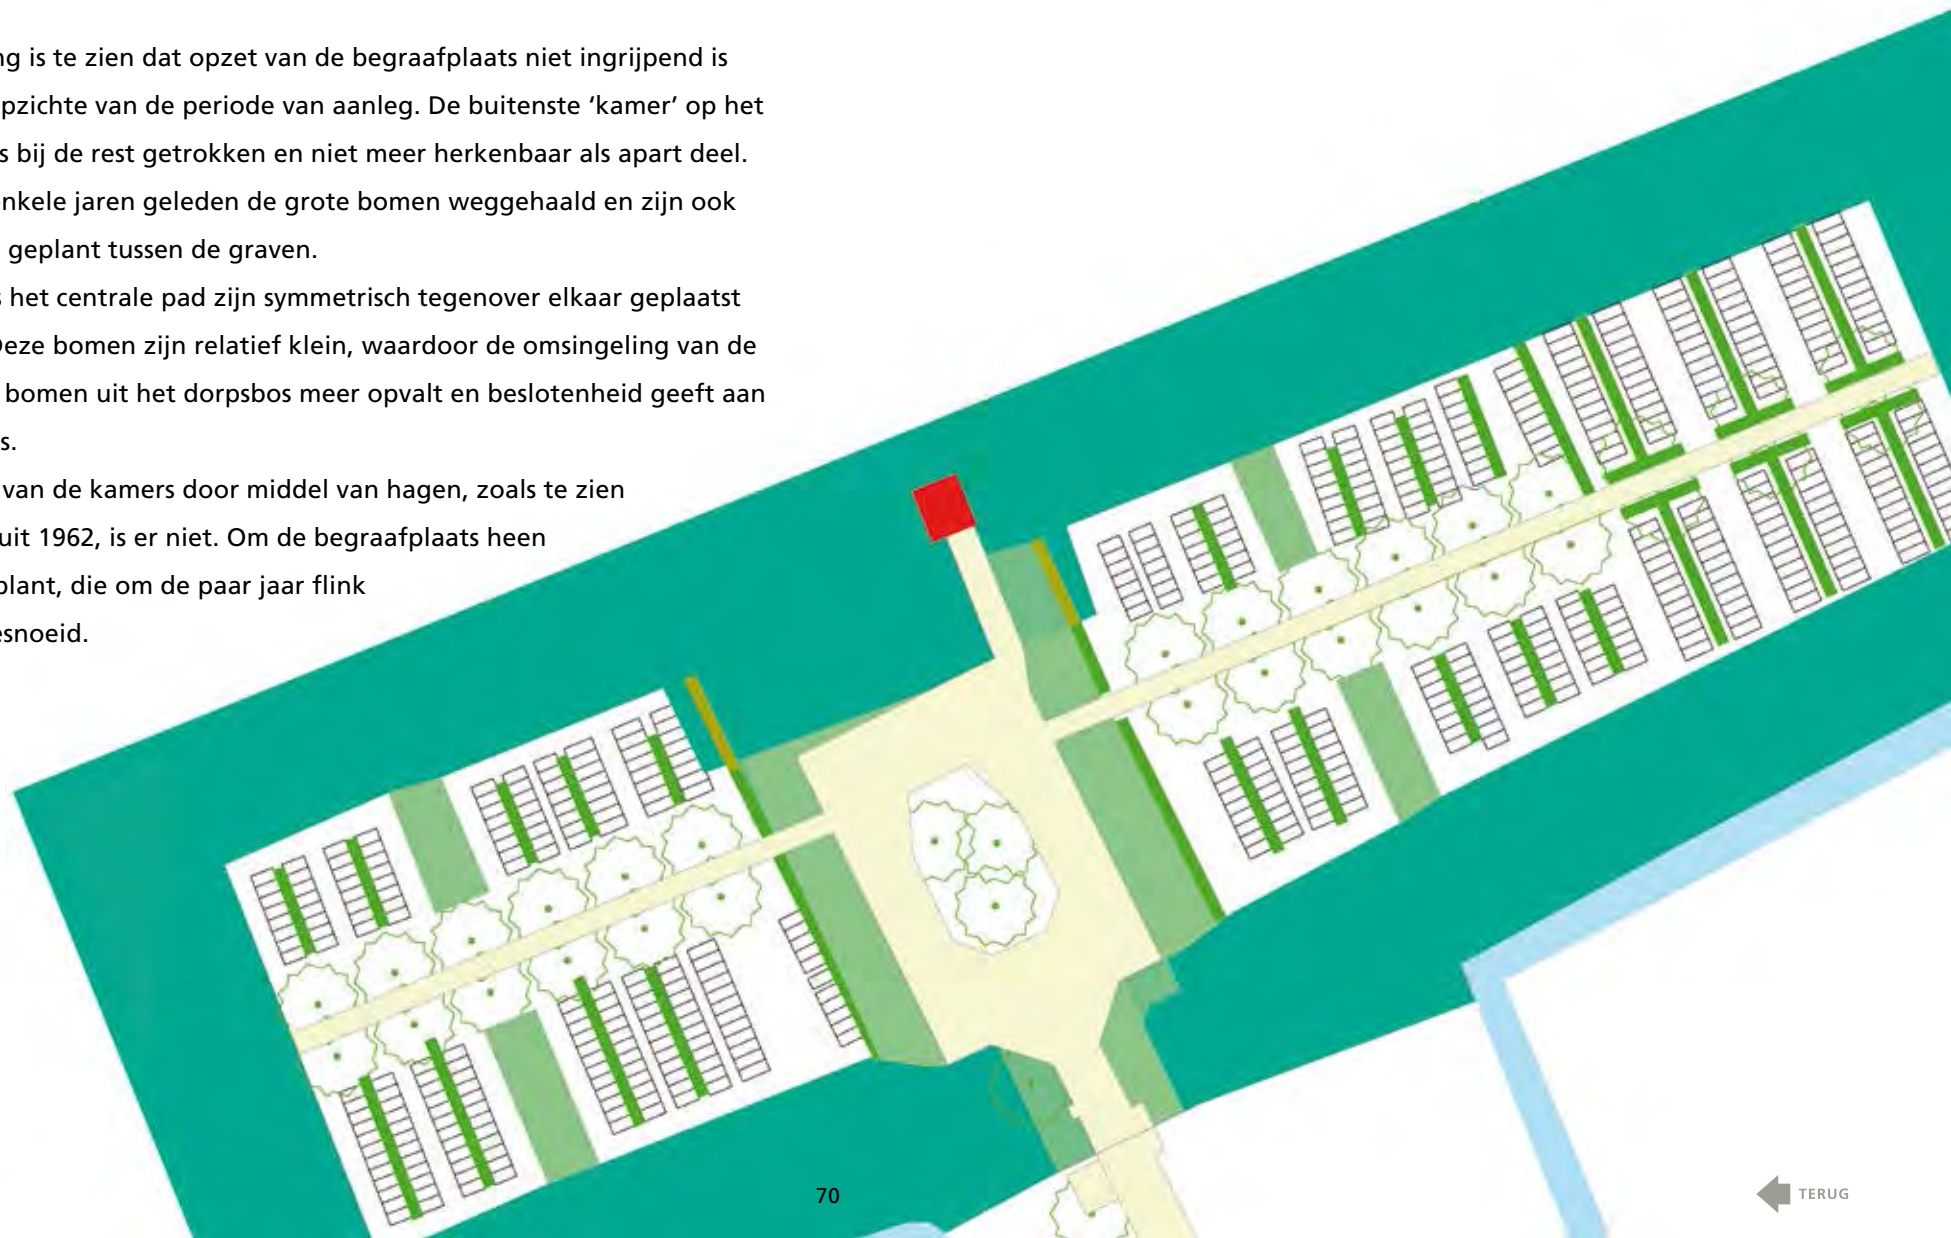 ng is te zien dat opzet van de begraafplaats niet ingrijpend is
pzichte van de periode van aanleg. De buitenste ‘kamer’ op het
s bij de rest getrokken en niet meer herkenbaar als apart deel.
nkele jaren geleden de grote bomen weggehaald en zijn ook
geplant tussen de graven.
s het centrale pad zijn symmetrisch tegenover elkaar geplaatst
Deze bomen zijn relatief klein, waardoor de omsingeling van de
bomen uit het dorpsbos meer opvalt en beslotenheid geeft aan
s.
van de kamers door middel van hagen, zoals te zien
uit 1962, is er niet. Om de begraafplaats heen
plant, die om de paar jaar flink
esnoeid.
70
TERUG